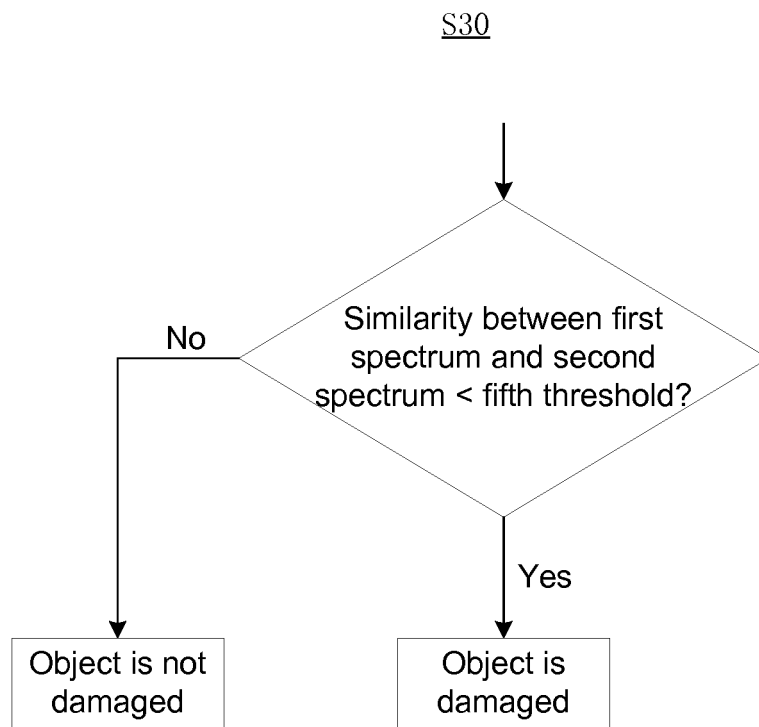 S30
Similarity between first
spectrum and second
spectrum < fifth threshold?
No
Yes
Object is not
damaged
Object is
damaged